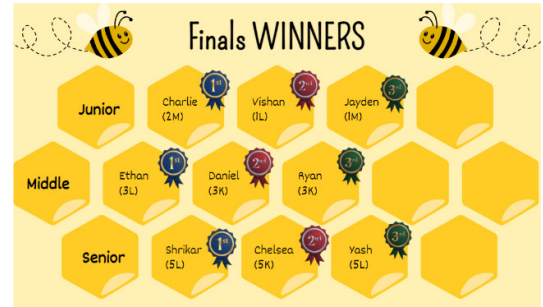 Finals WINNERS
Junior
Charlie
(2M)
1st
Vishan
(1L)
2nd
Jayden
(1M)
3rd
Middle
Ethan
(3L)
1st
Daniel
(3K)
2nd
Ryan
(3K)
3rd
Senior
Shrikar
(5L)
1st
Chelsea
(5K)
2nd
Yash
(5L)
3rd